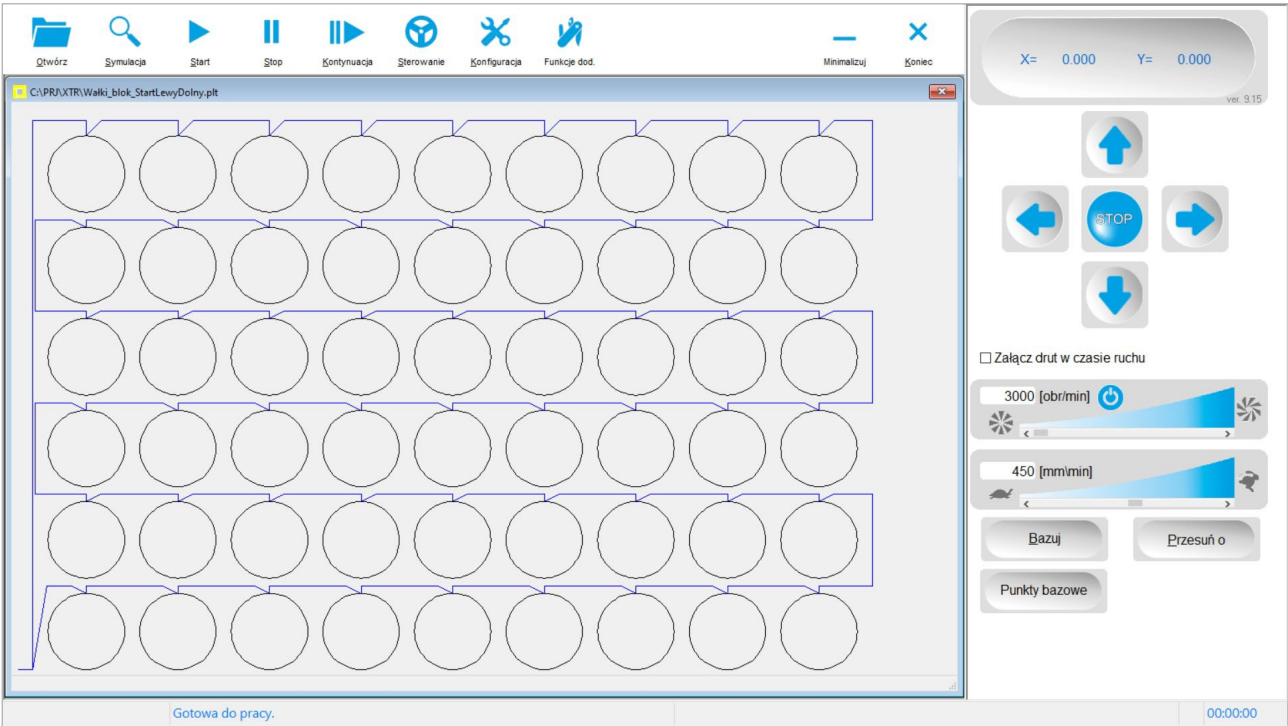 Otwórz Symulacja Start Stop Kontynuacja Sterowanie Konfiguracja Funkcje dod. Minimalizuj Koniec
C:\PRJ\XTR\Wałki_blok_StartLewyDolny.plt
X= 0.000 Y= 0.000
ver. 9.15
STOP
Załącz drut w czasie ruchu
3000 [obr/min]
450 [mm\min]
Bazuj Przesuń o
Punkty bazowe
Gotowa do pracy. 00:00:00